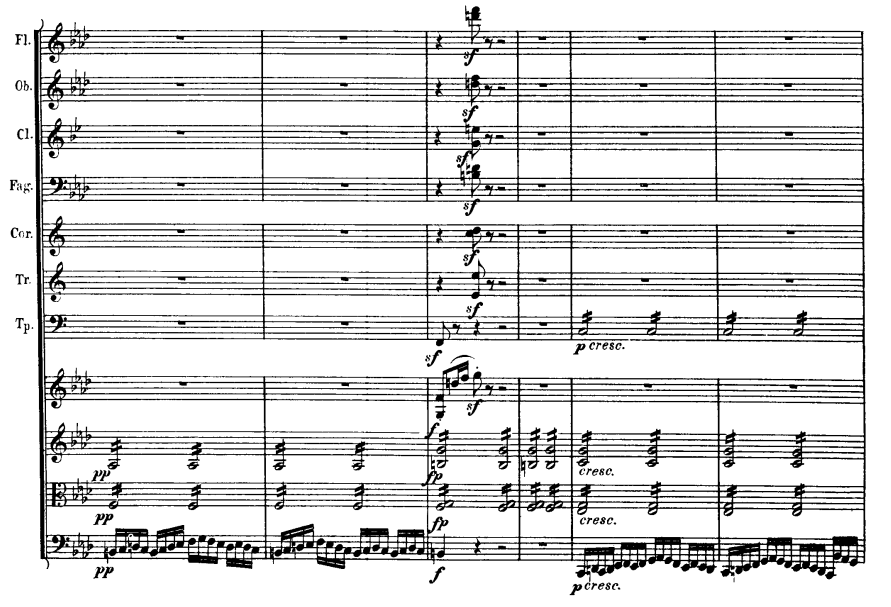 Fl.
sf
Ob.
sf
Cl.
sf
Fag.
sf
Cor.
sf
Tr.
sf
Tp.
sf
p cresc.
f
sf
pp
fp
cresc.
pp
fp
cresc.
pp
f
p cresc.